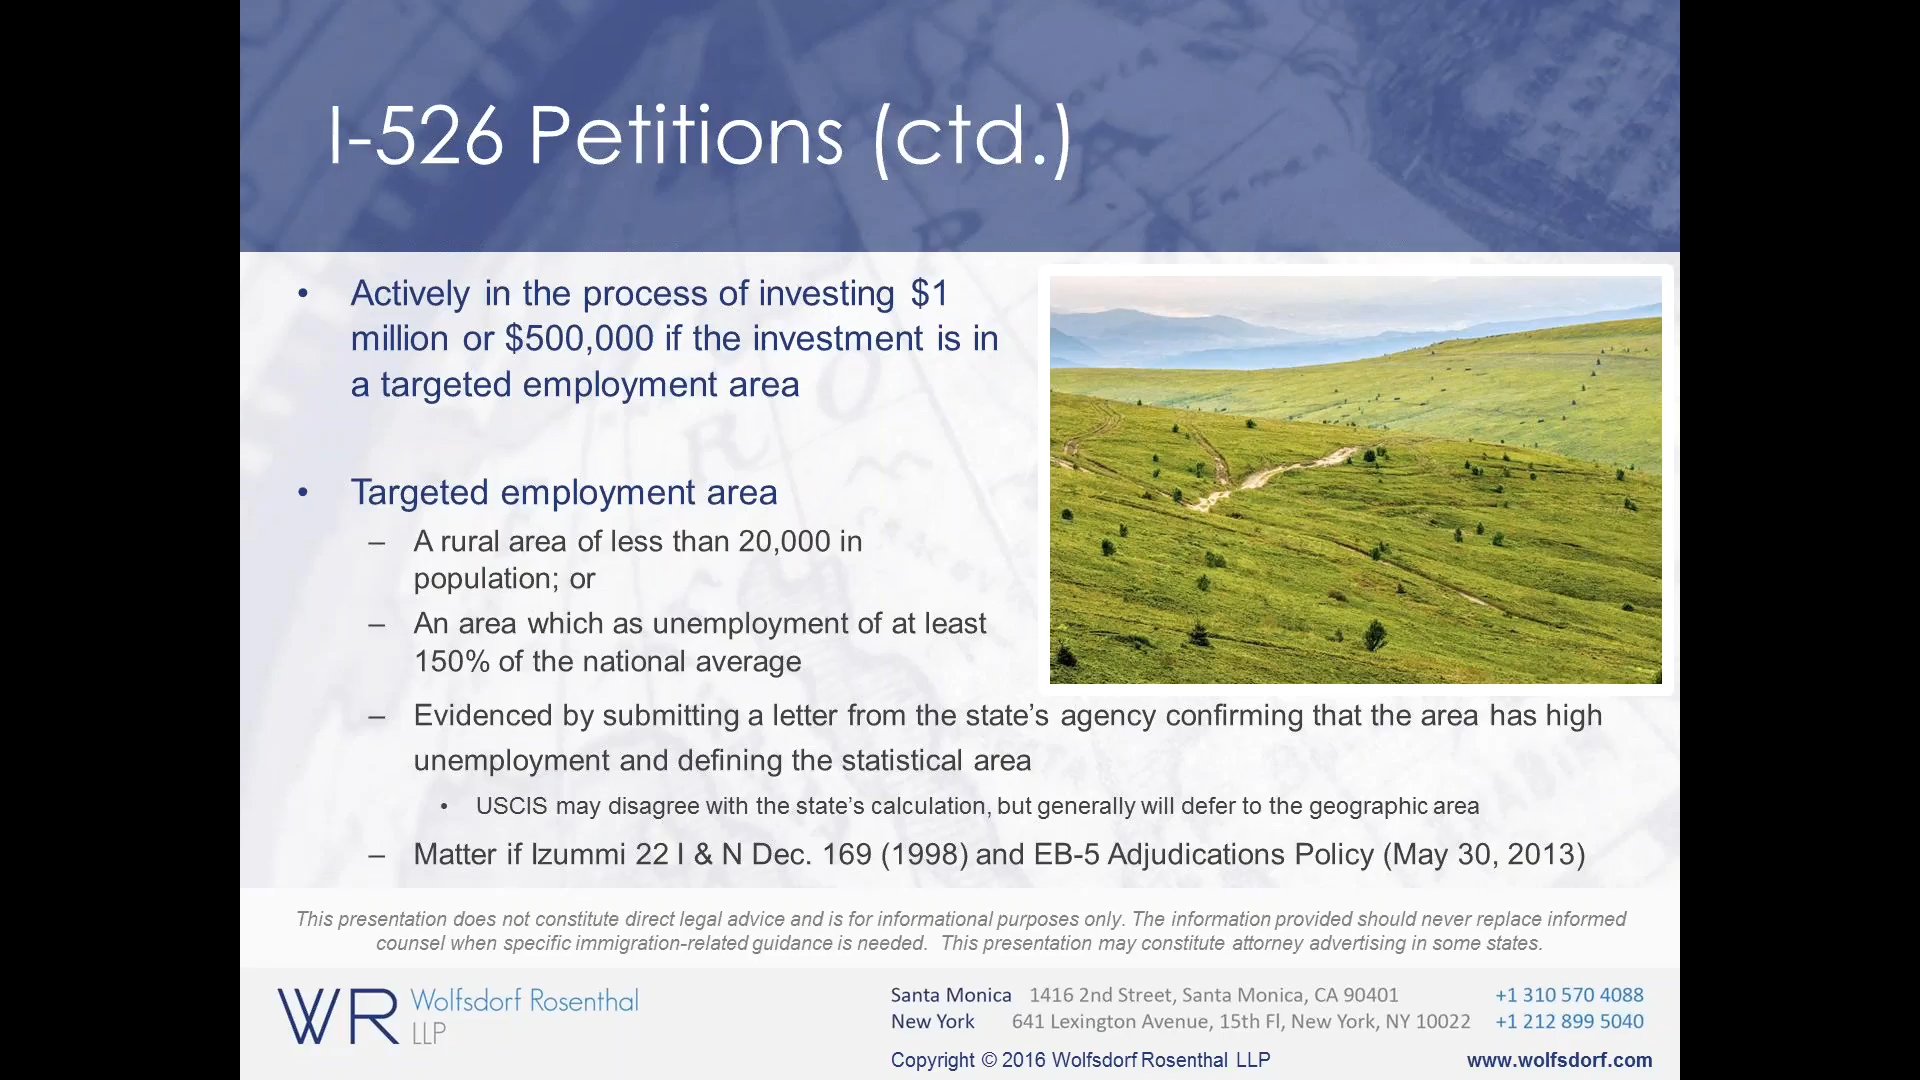 I-526 Petitions (ctd.)
• Actively in the process of investing $1
million or $500,000 if the investment is in
a targeted employment area
• Targeted employment area
– A rural area of less than 20,000 in
population; or
– An area which as unemployment of at least
150% of the national average
– Evidenced by submitting a letter from the state's agency confirming that the area has high
unemployment and defining the statistical area
• USCIS may disagree with the state's calculation, but generally will defer to the geographic area
– Matter if Izummi 22 I & N Dec. 169 (1998) and EB-5 Adjudications Policy (May 30, 2013)
This presentation does not constitute direct legal advice and is for informational purposes only. The information provided should never replace informed
counsel when specific immigration-related guidance is needed. This presentation may constitute attorney advertising in some states.
WR Wolfsdorf Rosenthal
LLP
Santa Monica 1416 2nd Street, Santa Monica, CA 90401 +1 310 570 4088
New York 641 Lexington Avenue, 15th Fl, New York, NY 10022 +1 212 899 5040
Copyright © 2016 Wolfsdorf Rosenthal LLP www.wolfsdorf.com